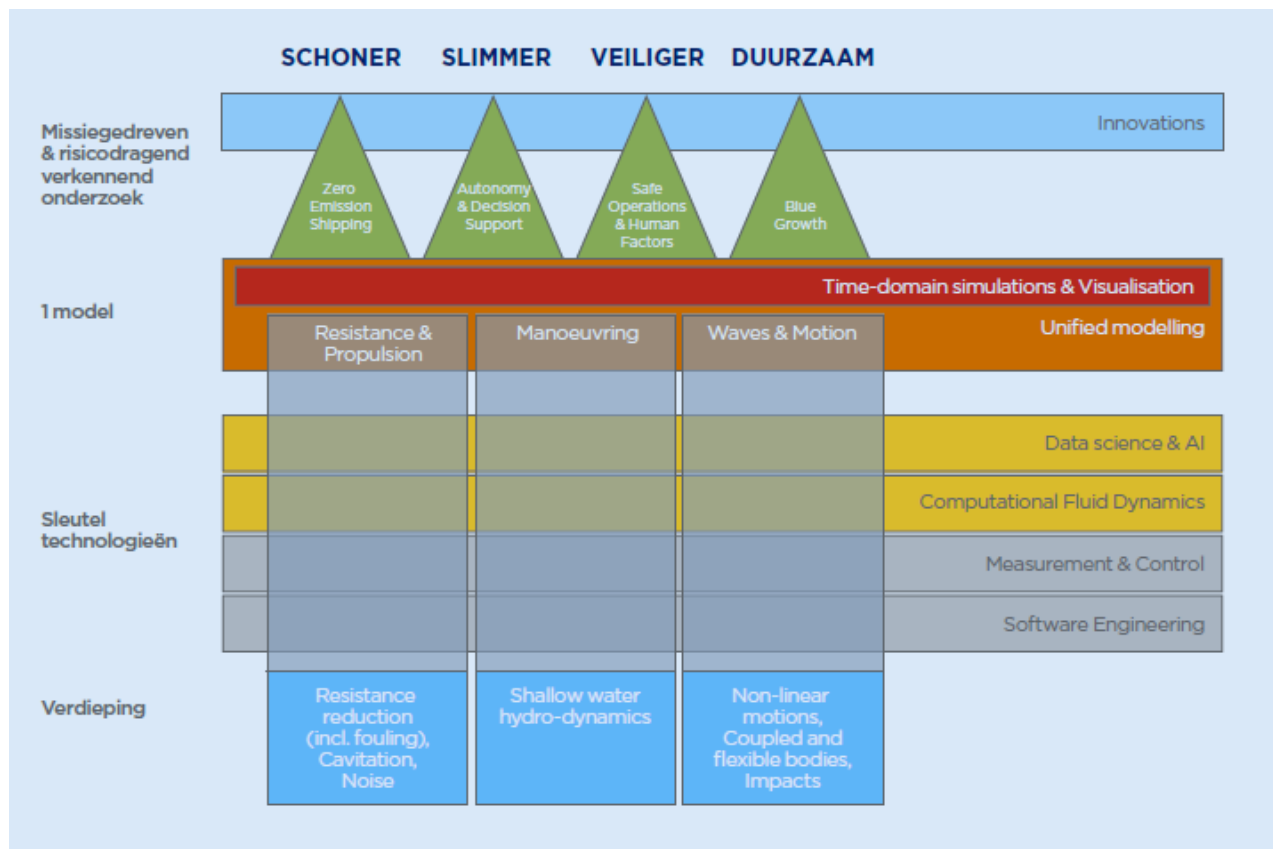 SCHONER SLIMMER VEILIGER DUURZAAM
Missiegedreven
& risicodragend
verkennend
onderzoek
Innovations
Zero
Emission
Shipping
Autonomy
& Decision
Support
Safe
Operations
& Human
Factors
Blue
Growth
1 model
Time-domain simulations & Visualisation
Unified modelling
Resistance &
Propulsion
Manoeuvring
Waves & Motion
Sleutel
technologieën
Data science & AI
Computational Fluid Dynamics
Measurement & Control
Software Engineering
Verdieping
Resistance
reduction
(incl. fouling),
Cavitation,
Noise
Shallow water
hydro-dynamics
Non-linear
motions,
Coupled and
flexible bodies,
Impacts